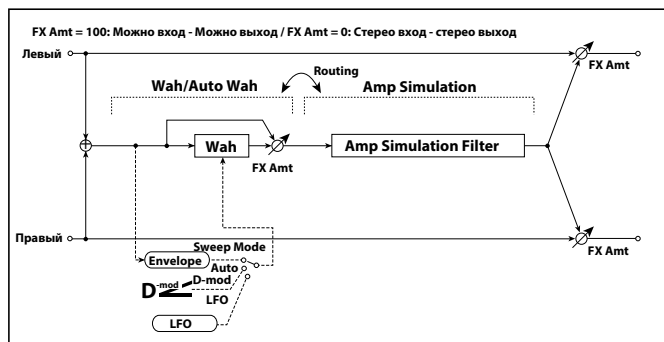 FX Amt = 100: Можно вход - Можно выход / FX Amt = 0: Стерео вход - стерео выход
Левый
FX Amt
Routing
Wah/Auto Wah
Amp Simulation
Wah
FX Amt
Amp Simulation Filter
Правый
FX Amt
Sweep Mode
Envelope
Auto
D-mod
D-mod
LFO
LFO